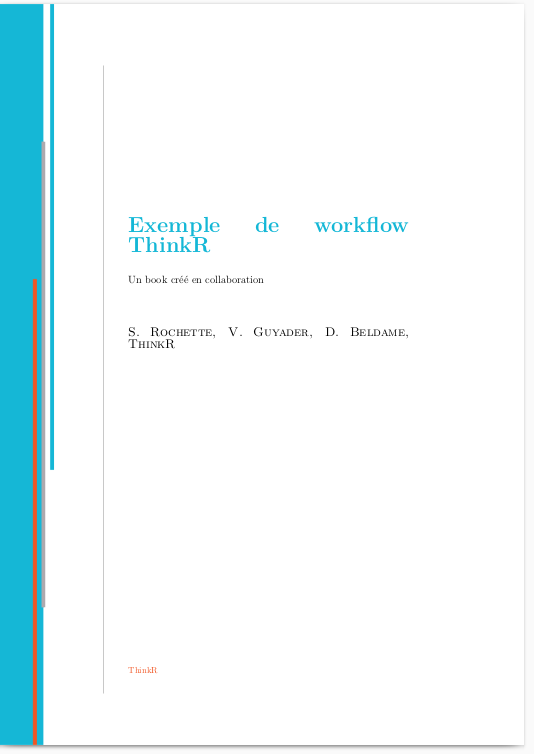 Exemple de workflow
ThinkR
Un book créé en collaboration
S. Rochette, V. Guyader, D. Beldame,
ThinkR
ThinkR